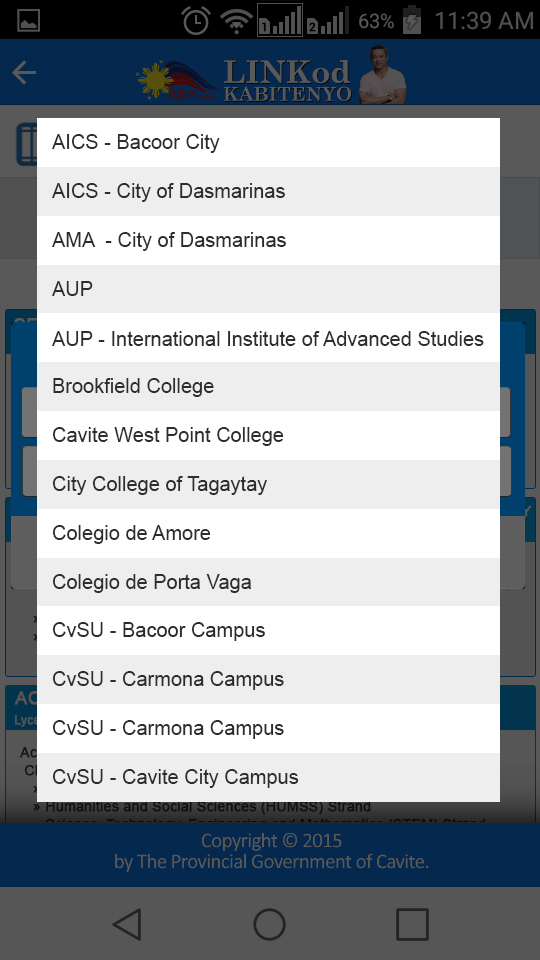 1
2
63%
11:39 AM
LINKod
KABITENYO
AICS - Bacoor City
AICS - City of Dasmarinas
AMA  - City of Dasmarinas
AUP
AUP - International Institute of Advanced Studies
Brookfield College
Cavite West Point College
City College of Tagaytay
Colegio de Amore
Colegio de Porta Vaga
CvSU - Bacoor Campus
CvSU - Carmona Campus
CvSU - Carmona Campus
CvSU - Cavite City Campus
» Humanities and Social Sciences (HUMSS) Strand
Copyright © 2015
by The Provincial Government of Cavite.